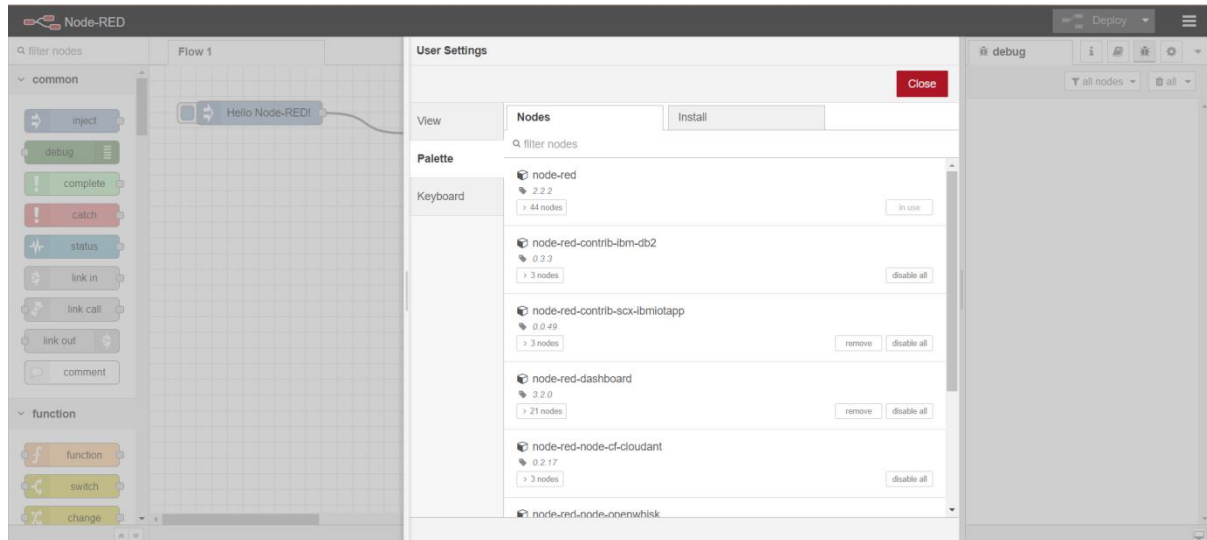 Node-RED
Deploy
filter nodes
common
inject
debug
complete
catch
status
link in
link call
link out
comment
function
function
switch
change
Flow 1
Hello Node-RED!
User Settings
Close
View
Palette
Keyboard
Nodes
Install
filter nodes
node-red
2.2.2
> 44 nodes
in use
node-red-contrib-ibm-db2
0.3.3
> 3 nodes
disable all
node-red-contrib-scx-ibmiotapp
0.0.49
> 3 nodes
remove
disable all
node-red-dashboard
3.2.0
> 21 nodes
remove
disable all
node-red-node-cf-cloudant
0.2.17
> 3 nodes
disable all
node-red-node-openwhisk
debug
i
all nodes
all